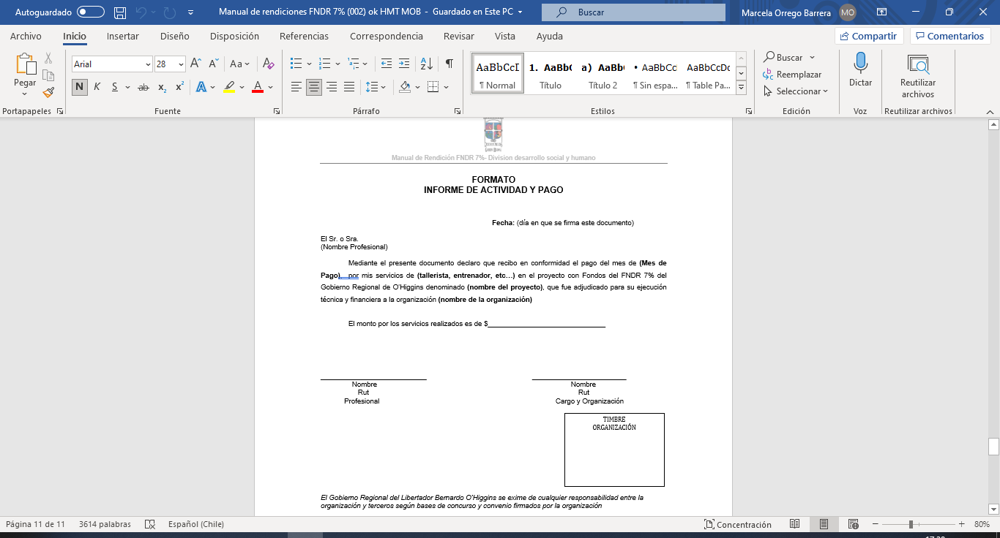 Autoguardado
Manual de rendiciones FNDR 7% (002) ok HMT MOB - Guardado en Este PC
Buscar
Marcela Orrego Barrera
MO
Archivo Inicio Insertar Diseño Disposición Referencias Correspondencia Revisar Vista Ayuda
Compartir
Comentarios
Pegar
Portapapeles
Arial
28
Aa
N K S ab x₂ x² A A
Fuente
Párrafo
AaBbCcD
¶ Normal
1. AaBbC
Título
a) AaBb
Título 2
• AaBbCc
¶ Sin espa...
AaBbCcDc
¶ Table Pa...
Estilos
Buscar
Reemplazar
Seleccionar
Edición
Dictar
Voz
Reutilizar
archivos
Reutilizar archivos
Manual de Rendición FNDR 7%- Division desarrollo social y humano
FORMATO
INFORME DE ACTIVIDAD Y PAGO
Fecha: (día en que se firma este documento)
El Sr. o Sra.
(Nombre Profesional)
Mediante el presente documento declaro que recibo en conformidad el pago del mes de (Mes de
Pago), por mis servicios de (tallerista, entrenador, etc…) en el proyecto con Fondos del FNDR 7% del
Gobierno Regional de O'Higgins denominado (nombre del proyecto), que fue adjudicado para su ejecución
técnica y financiera a la organización (nombre de la organización)
El monto por los servicios realizados es de $____________________________
Nombre
Rut
Profesional
Nombre
Rut
Cargo y Organización
TIMBRE
ORGANIZACIÓN
El Gobierno Regional del Libertador Bernardo O'Higgins se exime de cualquier responsabilidad entre la
organización y terceros según bases de concurso y convenio firmados por la organización
Página 11 de 11
3614 palabras
Español (Chile)
Concentración
80%